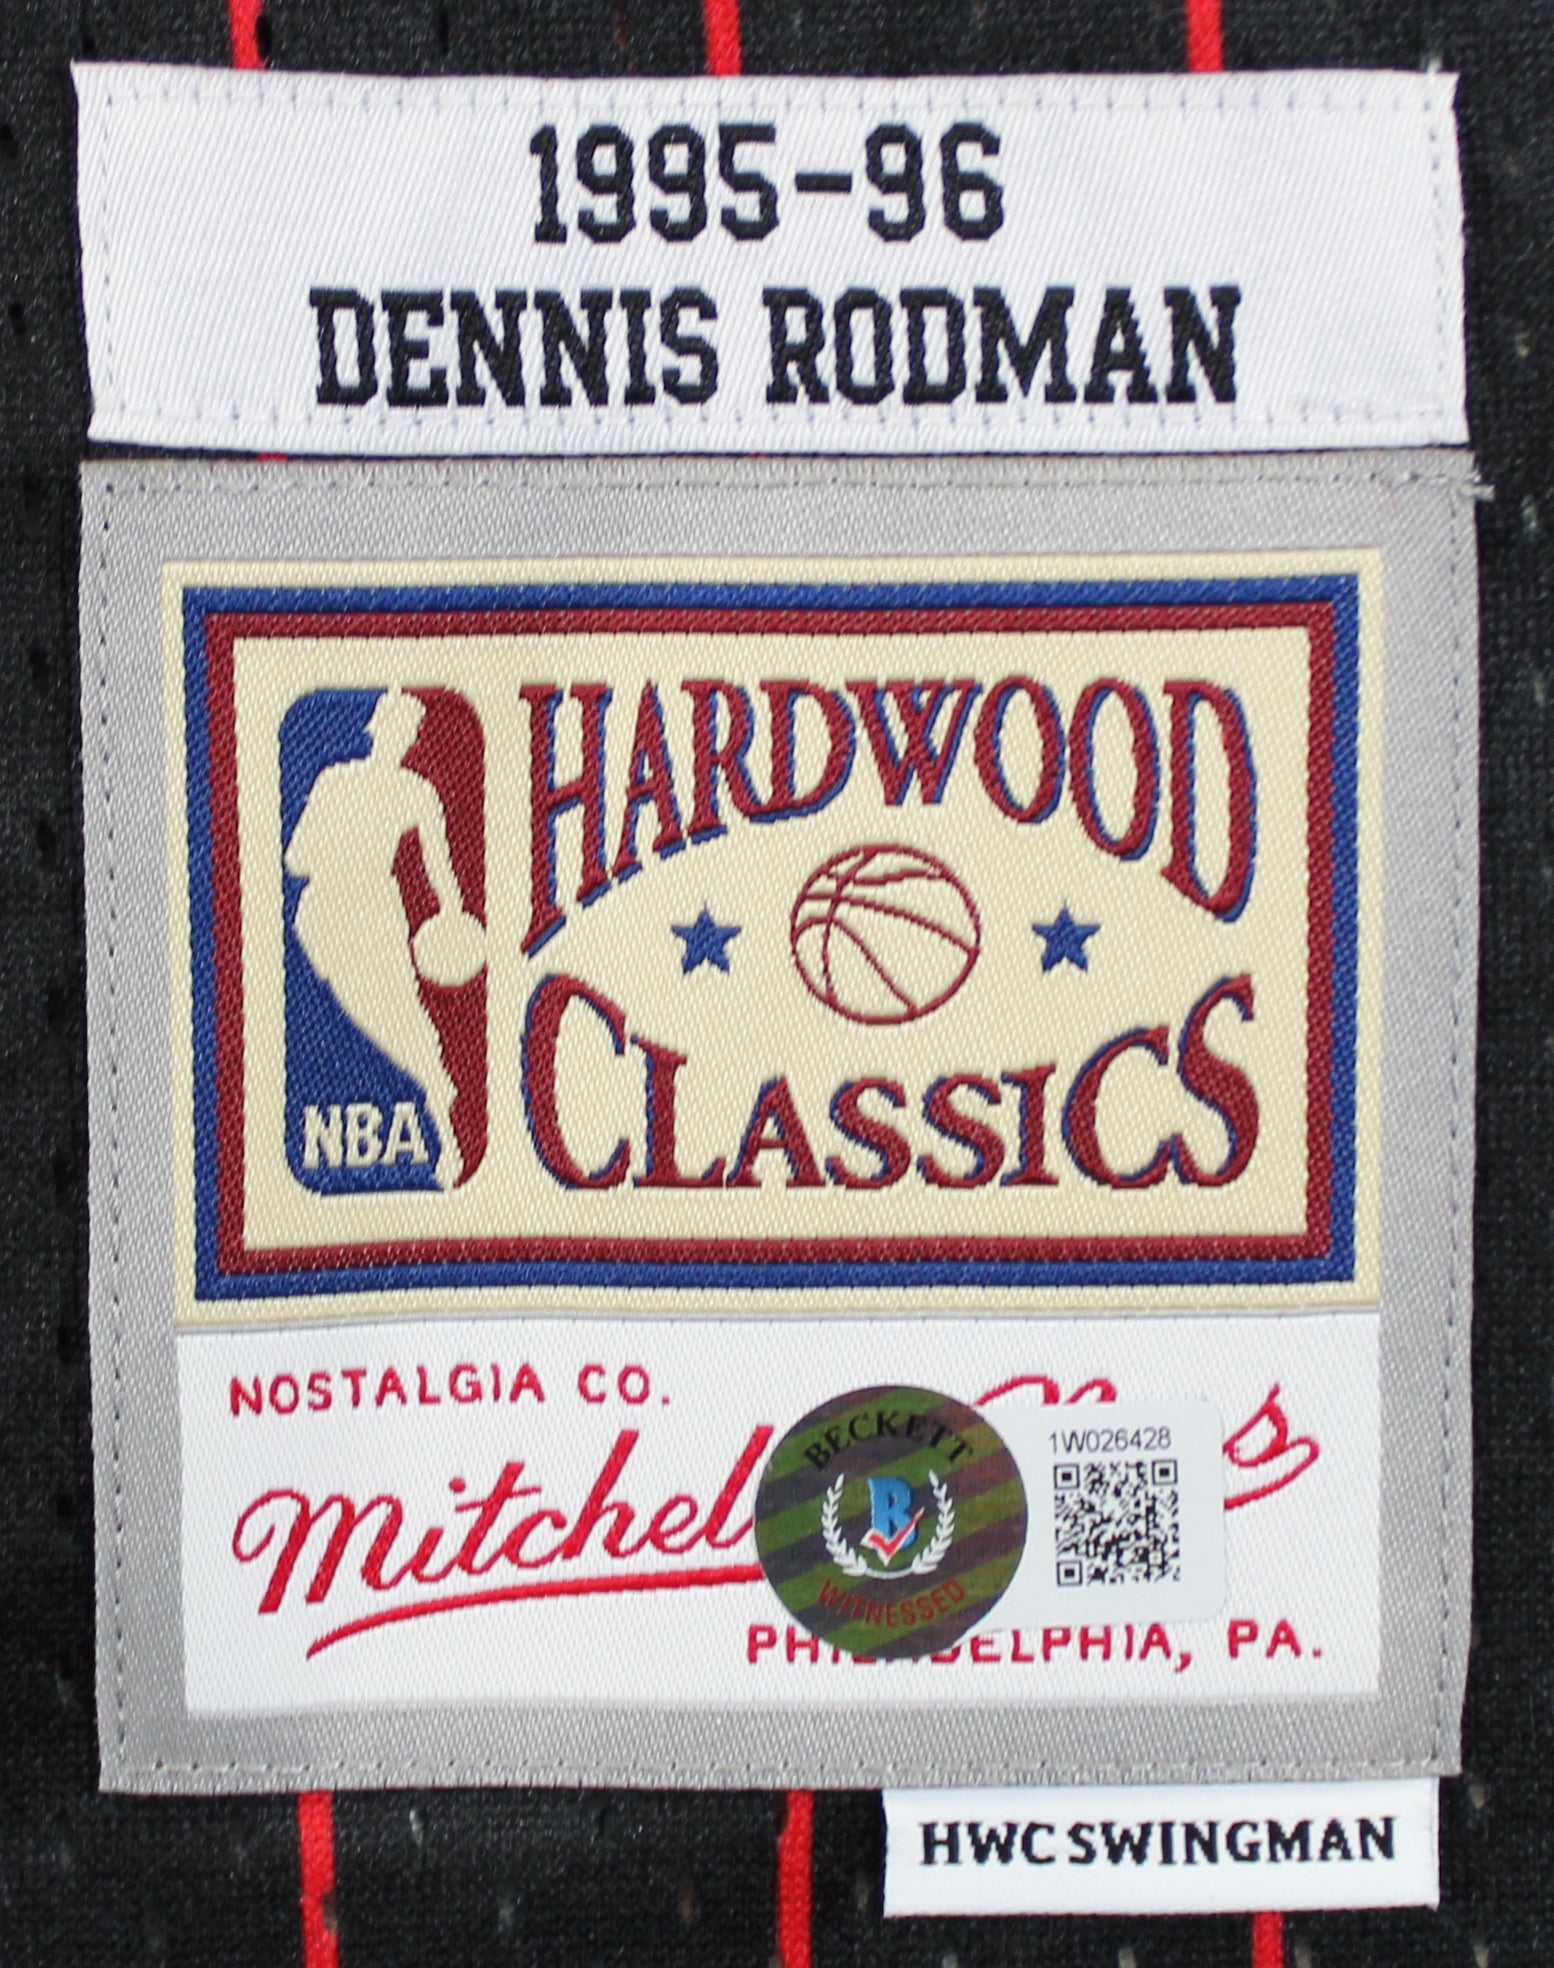 1995-96
DENNIS RODMAN
HARDWOOD
CLASSICS
NBA
NOSTALGIA CO.
BECKETT
1W026428
B
WITNESSED
PHILADELPHIA, PA.
HWC SWINGMAN